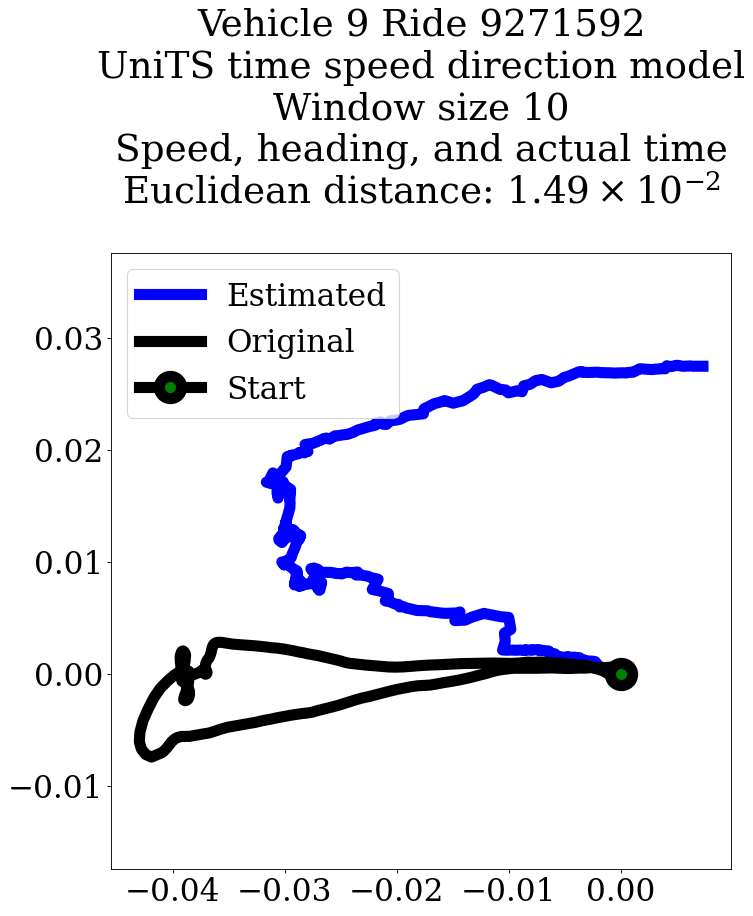 Vehicle 9 Ride 9271592
UniTS time speed direction model
Window size 10
Speed, heading, and actual time
Euclidean distance: 1.49 × 10⁻²
Estimated
Original
Start
0.03
0.02
0.01
0.00
−0.01
−0.04 −0.03 −0.02 −0.01 0.00